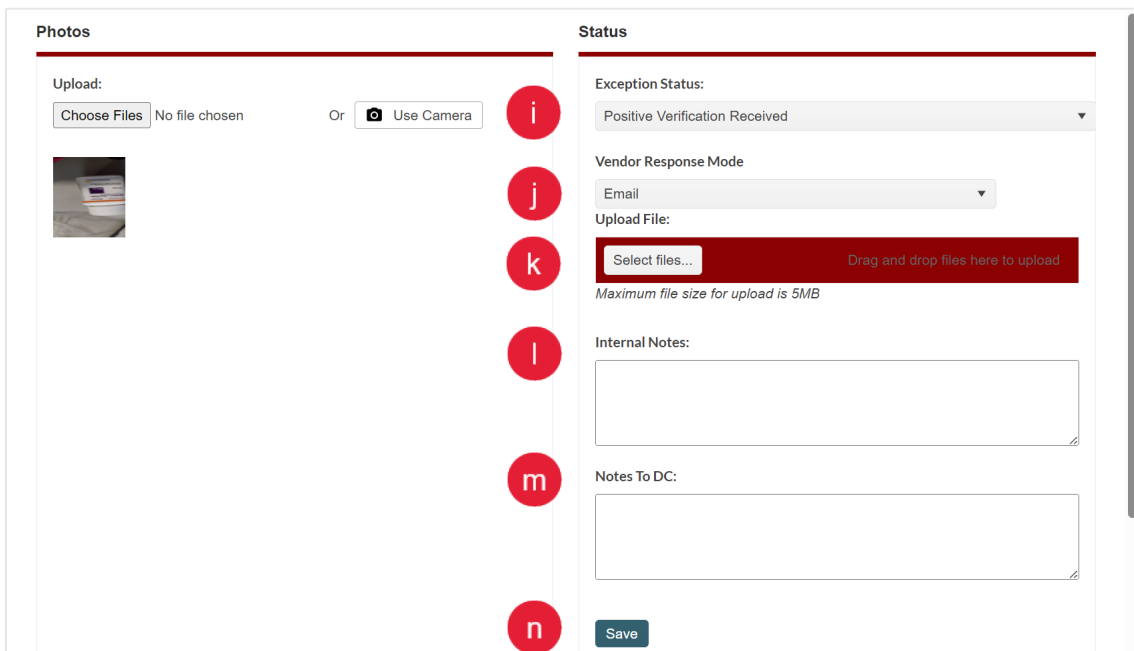 Photos
Upload:
Choose Files No file chosen Or Use Camera
Status
i
Exception Status:
Positive Verification Received
j
Vendor Response Mode
Email
Upload File:
k
Select files... Drag and drop files here to upload
Maximum file size for upload is 5MB
l
Internal Notes:
m
Notes To DC:
n
Save